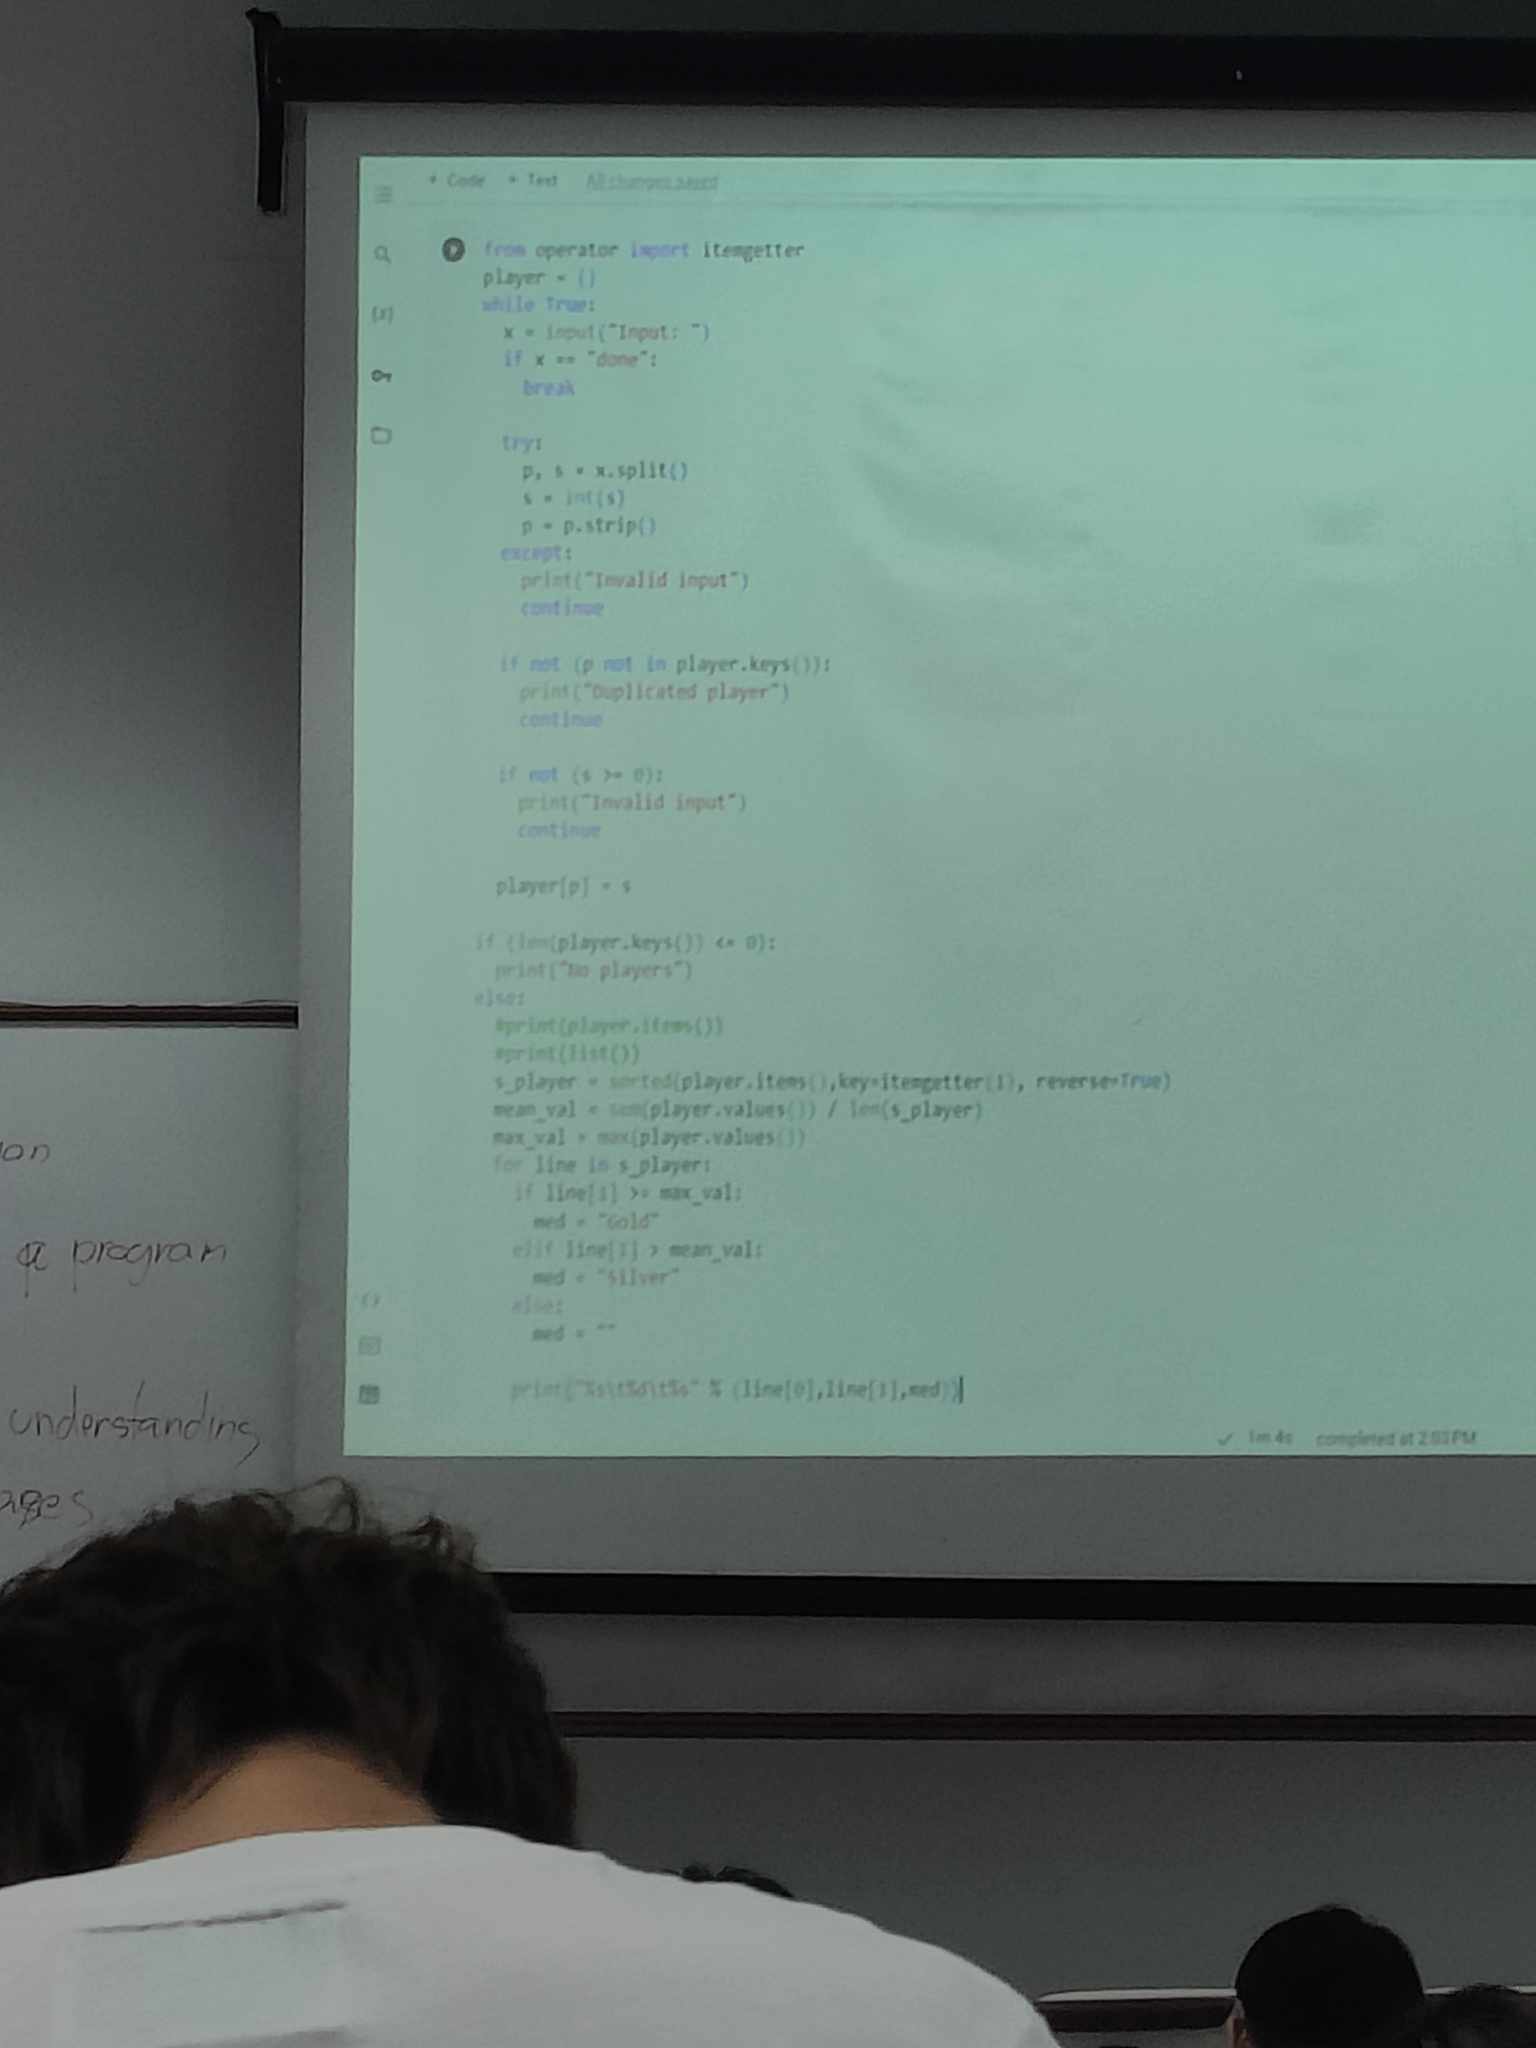 + Code + Text All changes saved
from operator import itemgetter
player = {}
while True:
x = input("Input: ")
if x == "done":
break
try:
p, s = x.split()
s = int(s)
p = p.strip()
except:
print("Invalid input")
continue
if not (p not in player.keys()):
print("Duplicated player")
continue
if not (s >= 0):
print("Invalid input")
continue
player[p] = s
if (len(player.keys()) <= 0):
print("No players")
else:
#print(player.items())
#print(list())
s_player = sorted(player.items(),key=itemgetter(1), reverse=True)
mean_val = sum(player.values()) / len(s_player)
max_val = max(player.values())
for line in s_player:
if line[1] >= max_val:
med = "Gold"
elif line[1] > mean_val:
med = "Silver"
else:
med = ""
print("%s\t%d\t%s" % (line[0],line[1],med))
1m 4s completed at 2:03 PM
a program
understanding